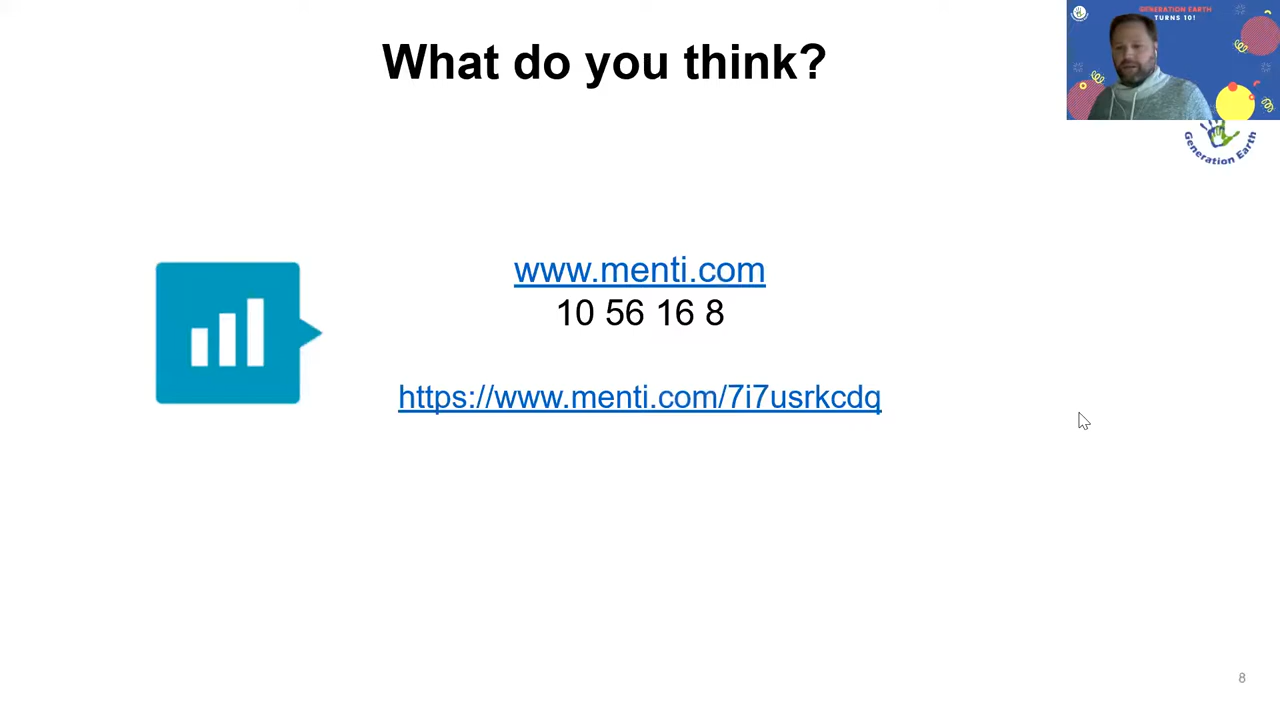 What do you think?
GENERATION EARTH
TURNS 10!
Generation Earth
www.menti.com
10 56 16 8
https://www.menti.com/7i7usrkcdq
8